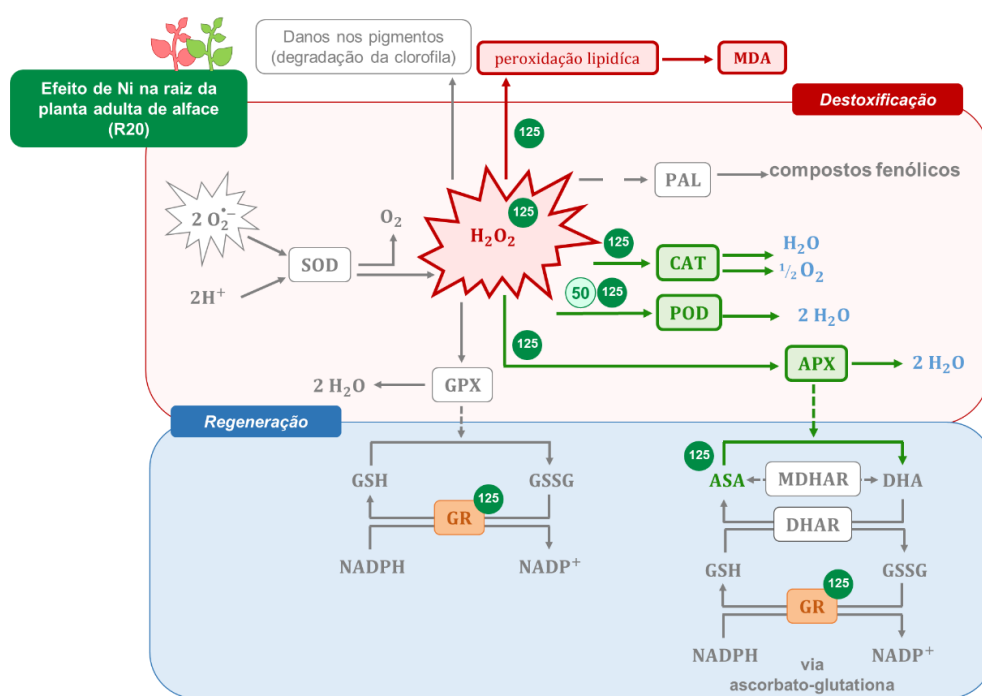 Danos nos pigmentos
(degradação da clorofila)
peroxidação lipidíca
MDA
Efeito de Ni na raiz da
planta adulta de alface
(R20)
Destoxificação
125
2 O₂•−
O₂
H₂O₂
125
PAL
compostos fenólicos
SOD
2H⁺
125
CAT
H₂O
½ O₂
50
125
POD
2 H₂O
125
APX
2 H₂O
2 H₂O
GPX
Regeneração
GSH
GSSG
125
GR
NADPH
NADP⁺
125
ASA
MDHAR
DHA
DHAR
GSH
GSSG
125
GR
NADPH
NADP⁺
via
ascorbato-glutationa